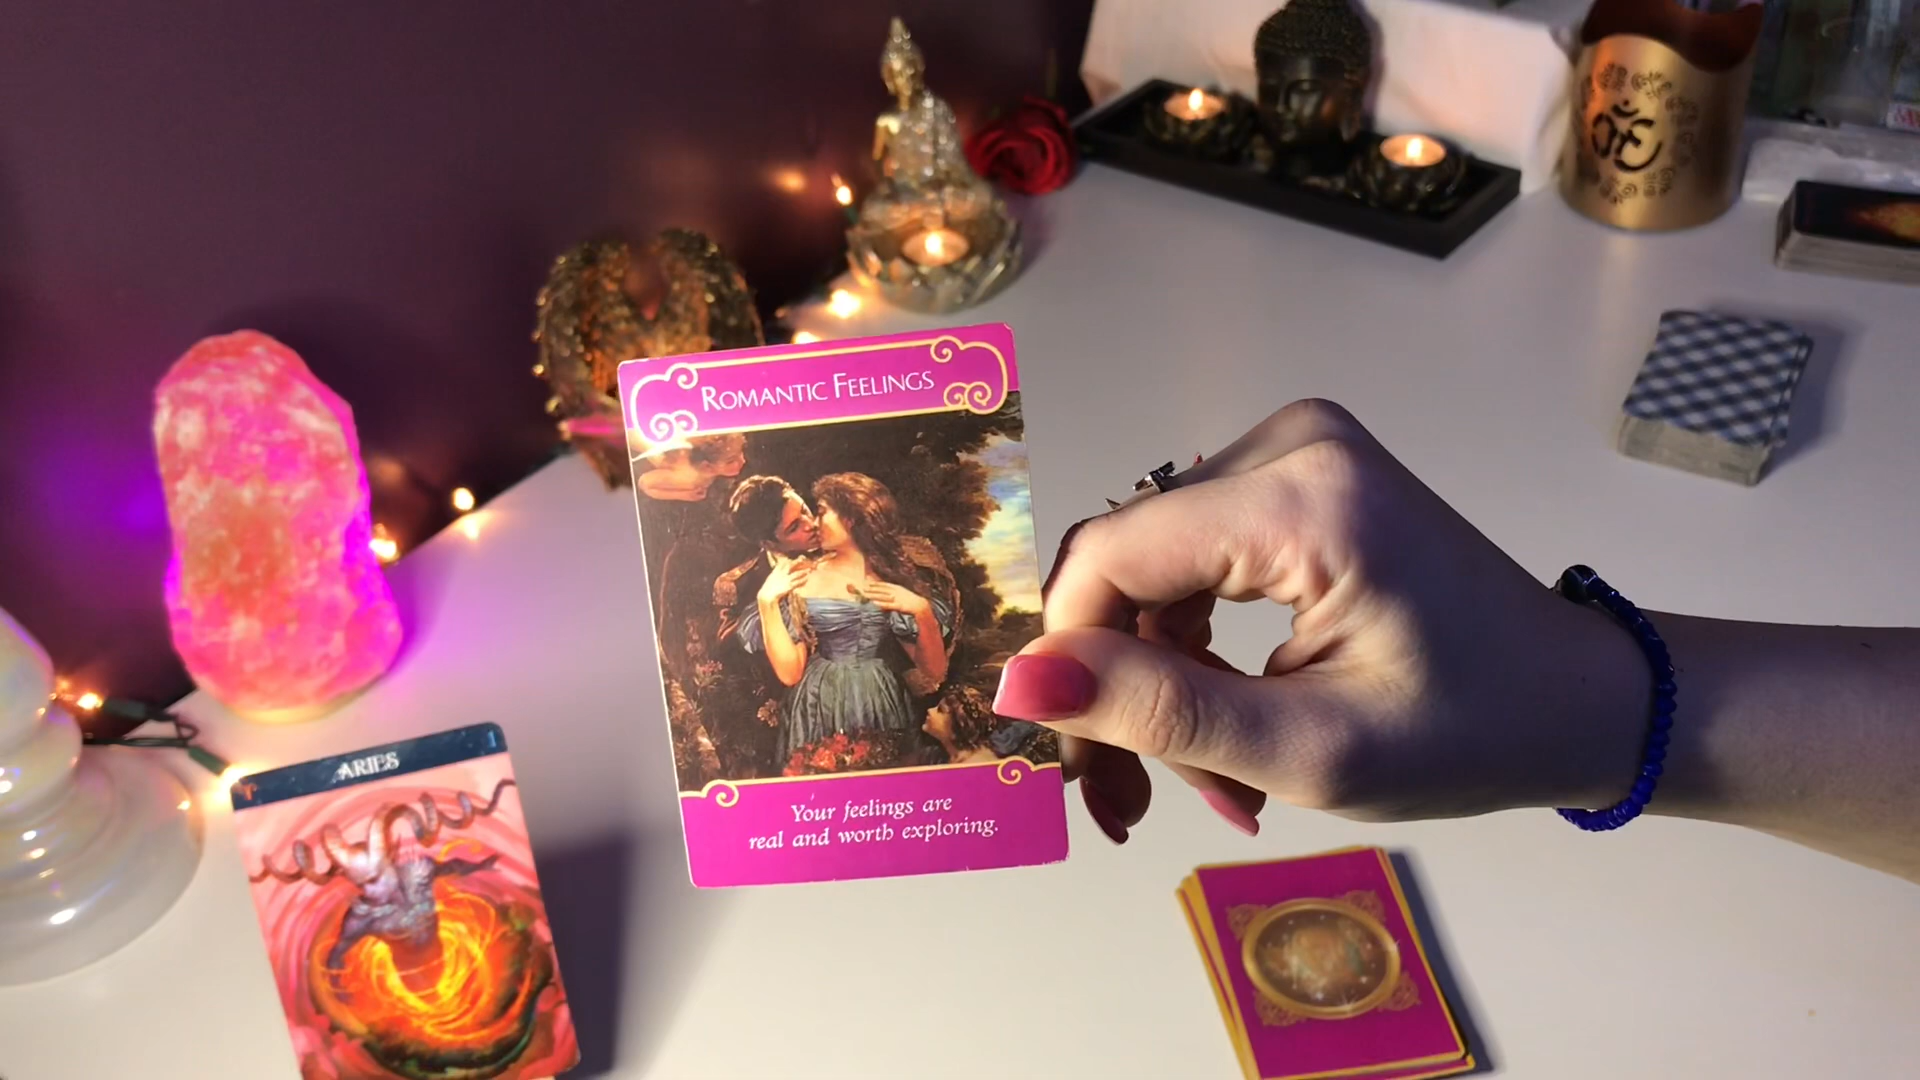 ROMANTIC FEELINGS
Your feelings are
real and worth exploring.
ARIES
ॐ